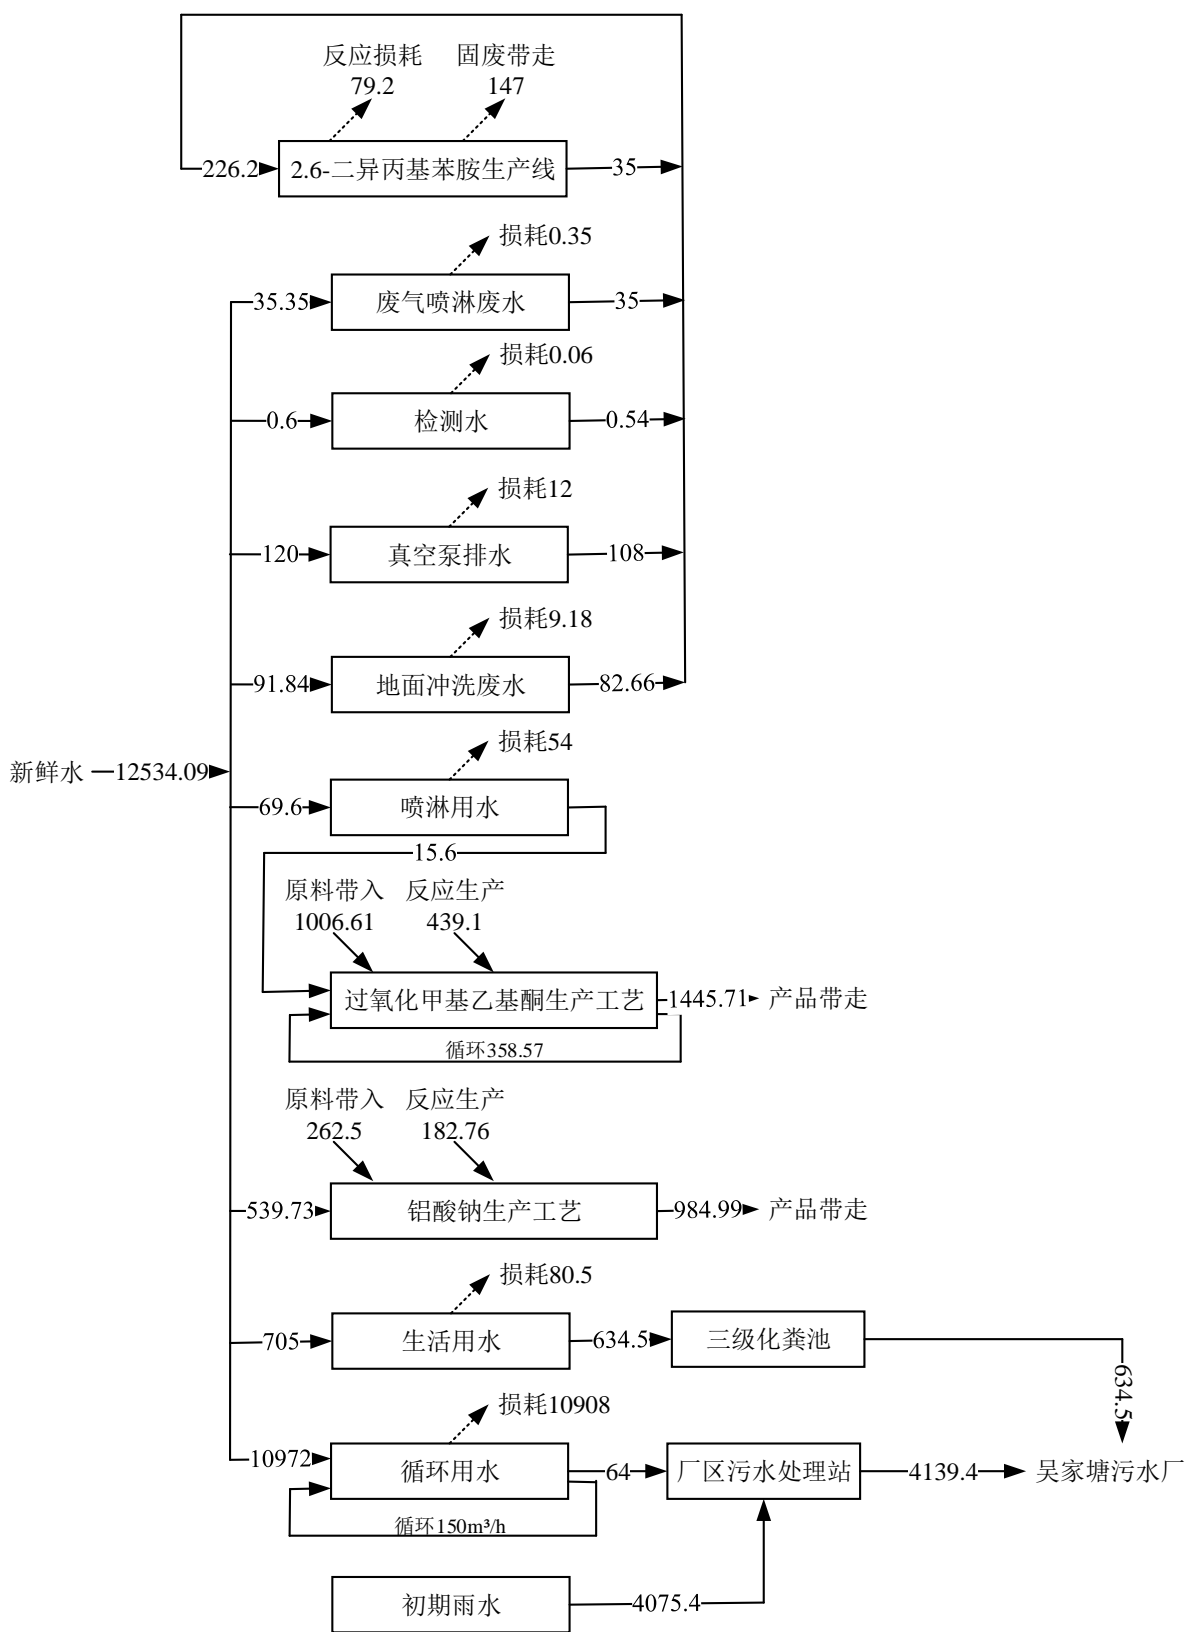 反应损耗
79.2
固废带走
147
226.2
2.6-二异丙基苯胺生产线
35
损耗0.35
35.35
废气喷淋废水
35
损耗0.06
0.6
检测水
0.54
损耗12
120
真空泵排水
108
损耗9.18
91.84
地面冲洗废水
82.66
新鲜水
12534.09
损耗54
69.6
喷淋用水
15.6
原料带入
1006.61
反应生产
439.1
过氧化甲基乙基酮生产工艺
1445.71
产品带走
循环358.57
原料带入
262.5
反应生产
182.76
539.73
铝酸钠生产工艺
984.99
产品带走
损耗80.5
705
生活用水
634.5
三级化粪池
634.5
损耗10908
10972
循环用水
64
厂区污水处理站
4139.4
吴家塘污水厂
循环150m³/h
初期雨水
4075.4